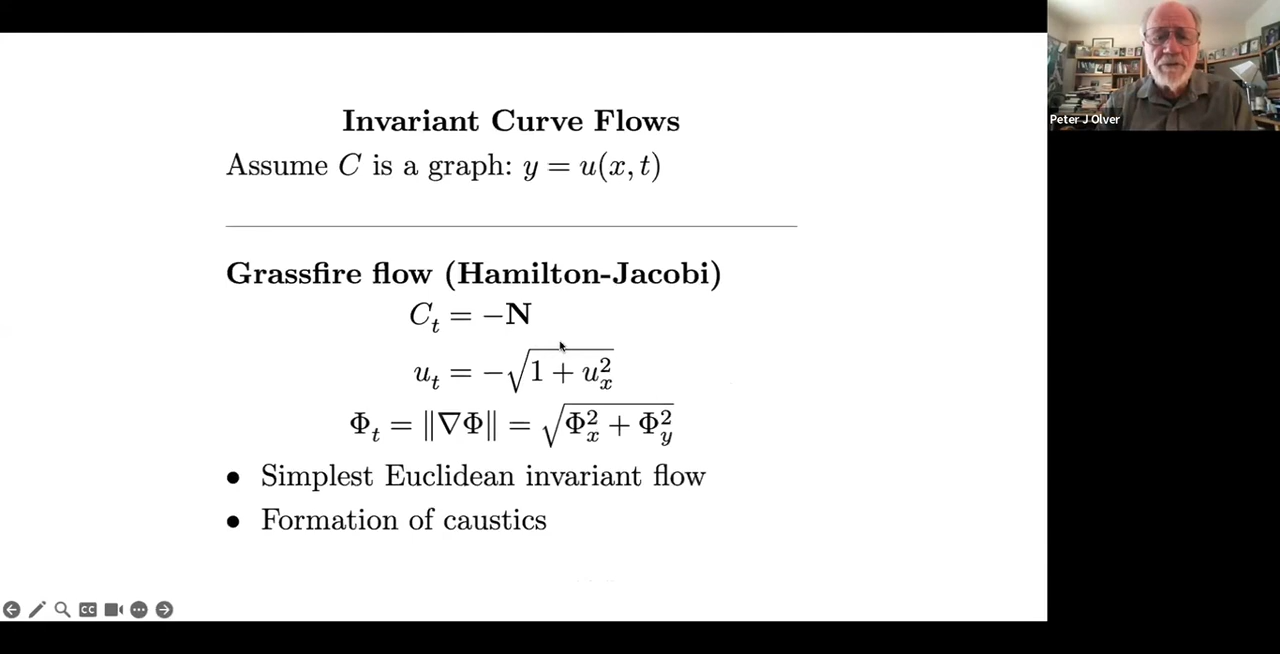 Invariant Curve Flows
Assume C is a graph: y = u(x, t)
Grassfire flow (Hamilton-Jacobi)
C_t = −N
u_t = −√(1 + u_x^2)
Φ_t = ‖∇Φ‖ = √(Φ_x^2 + Φ_y^2)
• Simplest Euclidean invariant flow
• Formation of caustics
CC
Peter J Olver